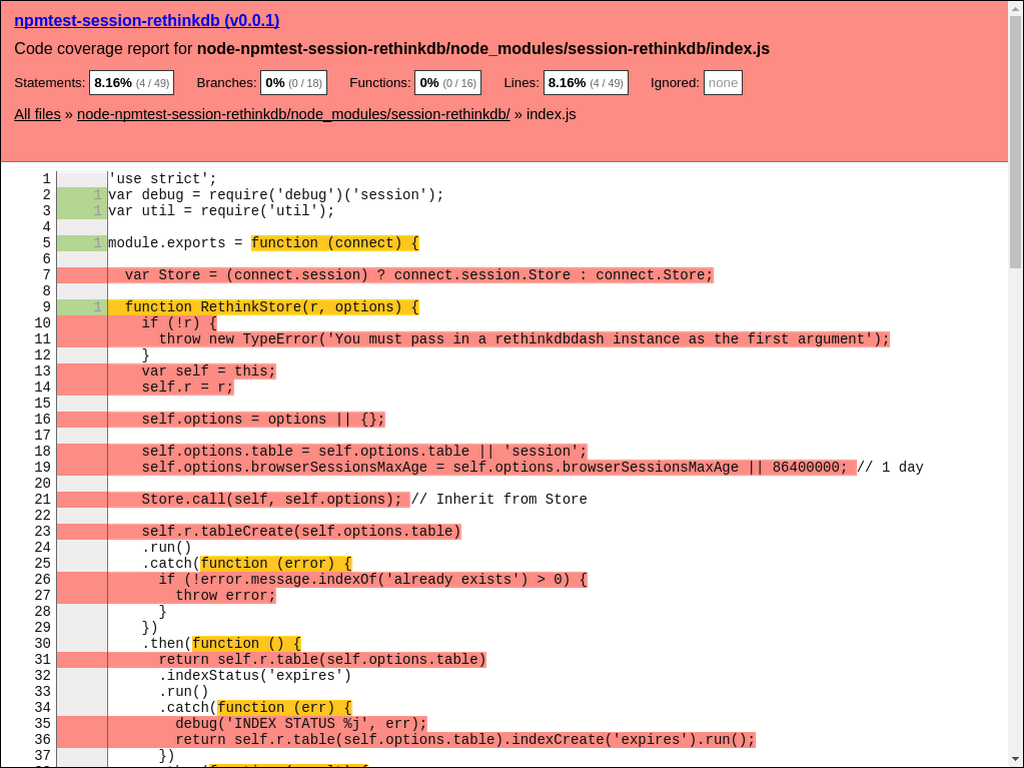 npmtest-session-rethinkdb (v0.0.1)
Code coverage report for node-npmtest-session-rethinkdb/node_modules/session-rethinkdb/index.js
Statements: 8.16% (4 / 49) Branches: 0% (0 / 18) Functions: 0% (0 / 16) Lines: 8.16% (4 / 49) Ignored: none
All files » node-npmtest-session-rethinkdb/node_modules/session-rethinkdb/ » index.js
1 'use strict';
2 1 var debug = require('debug')('session');
3 1 var util = require('util');
4
5 1 module.exports = function (connect) {
6
7 var Store = (connect.session) ? connect.session.Store : connect.Store;
8
9 1 function RethinkStore(r, options) {
10 if (!r) {
11 throw new TypeError('You must pass in a rethinkdbdash instance as the first argument');
12 }
13 var self = this;
14 self.r = r;
15
16 self.options = options || {};
17
18 self.options.table = self.options.table || 'session';
19 self.options.browserSessionsMaxAge = self.options.browserSessionsMaxAge || 86400000; // 1 day
20
21 Store.call(self, self.options); // Inherit from Store
22
23 self.r.tableCreate(self.options.table)
24 .run()
25 .catch(function (error) {
26 if (!error.message.indexOf('already exists') > 0) {
27 throw error;
28 }
29 })
30 .then(function () {
31 return self.r.table(self.options.table)
32 .indexStatus('expires')
33 .run()
34 .catch(function (err) {
35 debug('INDEX STATUS %j', err);
36 return self.r.table(self.options.table).indexCreate('expires').run();
37 })